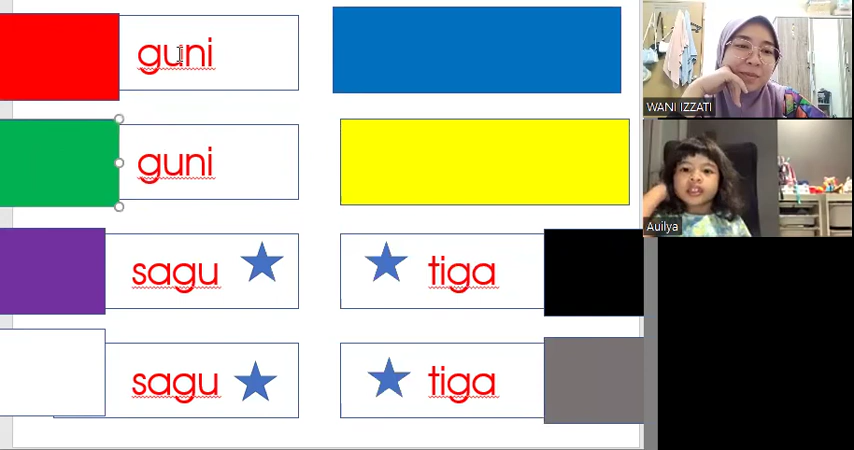 guni
guni
sagu
tiga
sagu
tiga
WANI IZZATI
Auilya